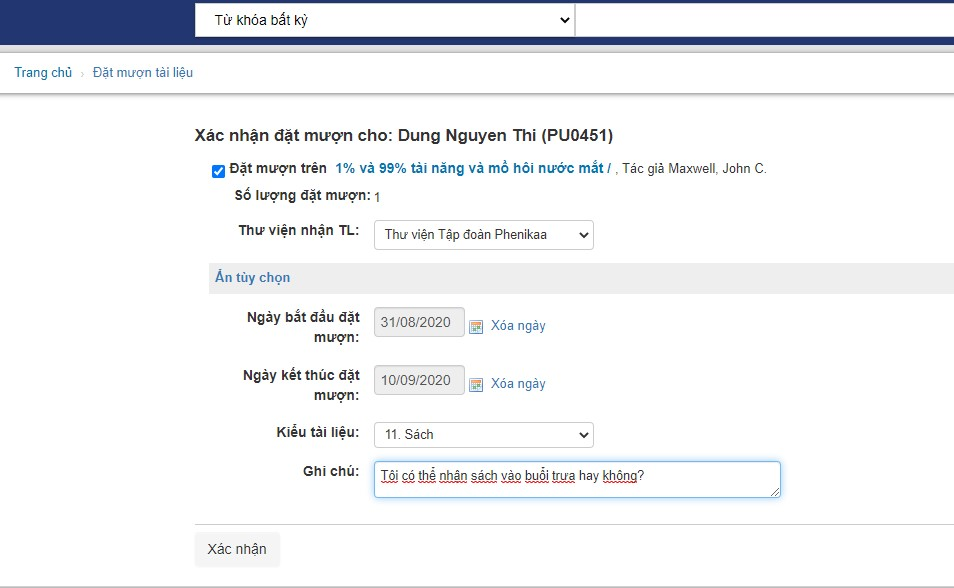 Từ khóa bất kỳ
Trang chủ › Đặt mượn tài liệu
Xác nhận đặt mượn cho: Dung Nguyen Thi (PU0451)
Đặt mượn trên 1% và 99% tài năng và mồ hôi nước mắt / , Tác giả Maxwell, John C.
Số lượng đặt mượn: 1
Thư viện nhận TL: Thư viện Tập đoàn Phenikaa
Ẩn tùy chọn
Ngày bắt đầu đặt
mượn: 31/08/2020 Xóa ngày
Ngày kết thúc đặt
mượn: 10/09/2020 Xóa ngày
Kiểu tài liệu: 11. Sách
Ghi chú: Tôi có thể nhận sách vào buổi trưa hay không?
Xác nhận